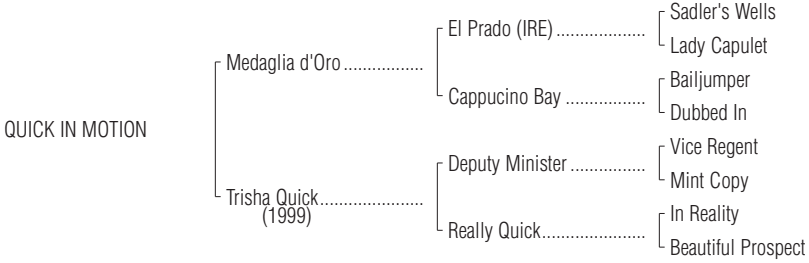 Sadler's Wells
El Prado (IRE)....................
Lady Capulet
Medaglia d'Oro.................
Bailjumper
Cappucino Bay .................
Dubbed In
QUICK IN MOTION
Vice Regent
Deputy Minister ................
Mint Copy
Trisha Quick......................
(1999)
In Reality
Really Quick......................
Beautiful Prospect